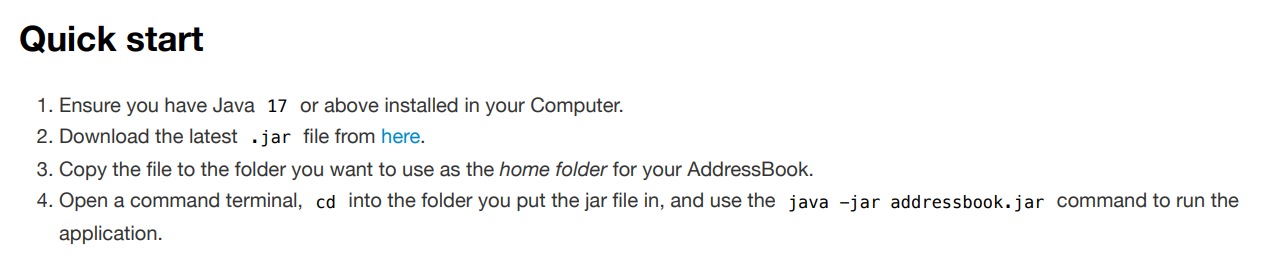 Quick start
1. Ensure you have Java 17 or above installed in your Computer.
2. Download the latest .jar file from here.
3. Copy the file to the folder you want to use as the home folder for your AddressBook.
4. Open a command terminal, cd into the folder you put the jar file in, and use the java -jar addressbook.jar command to run the
application.